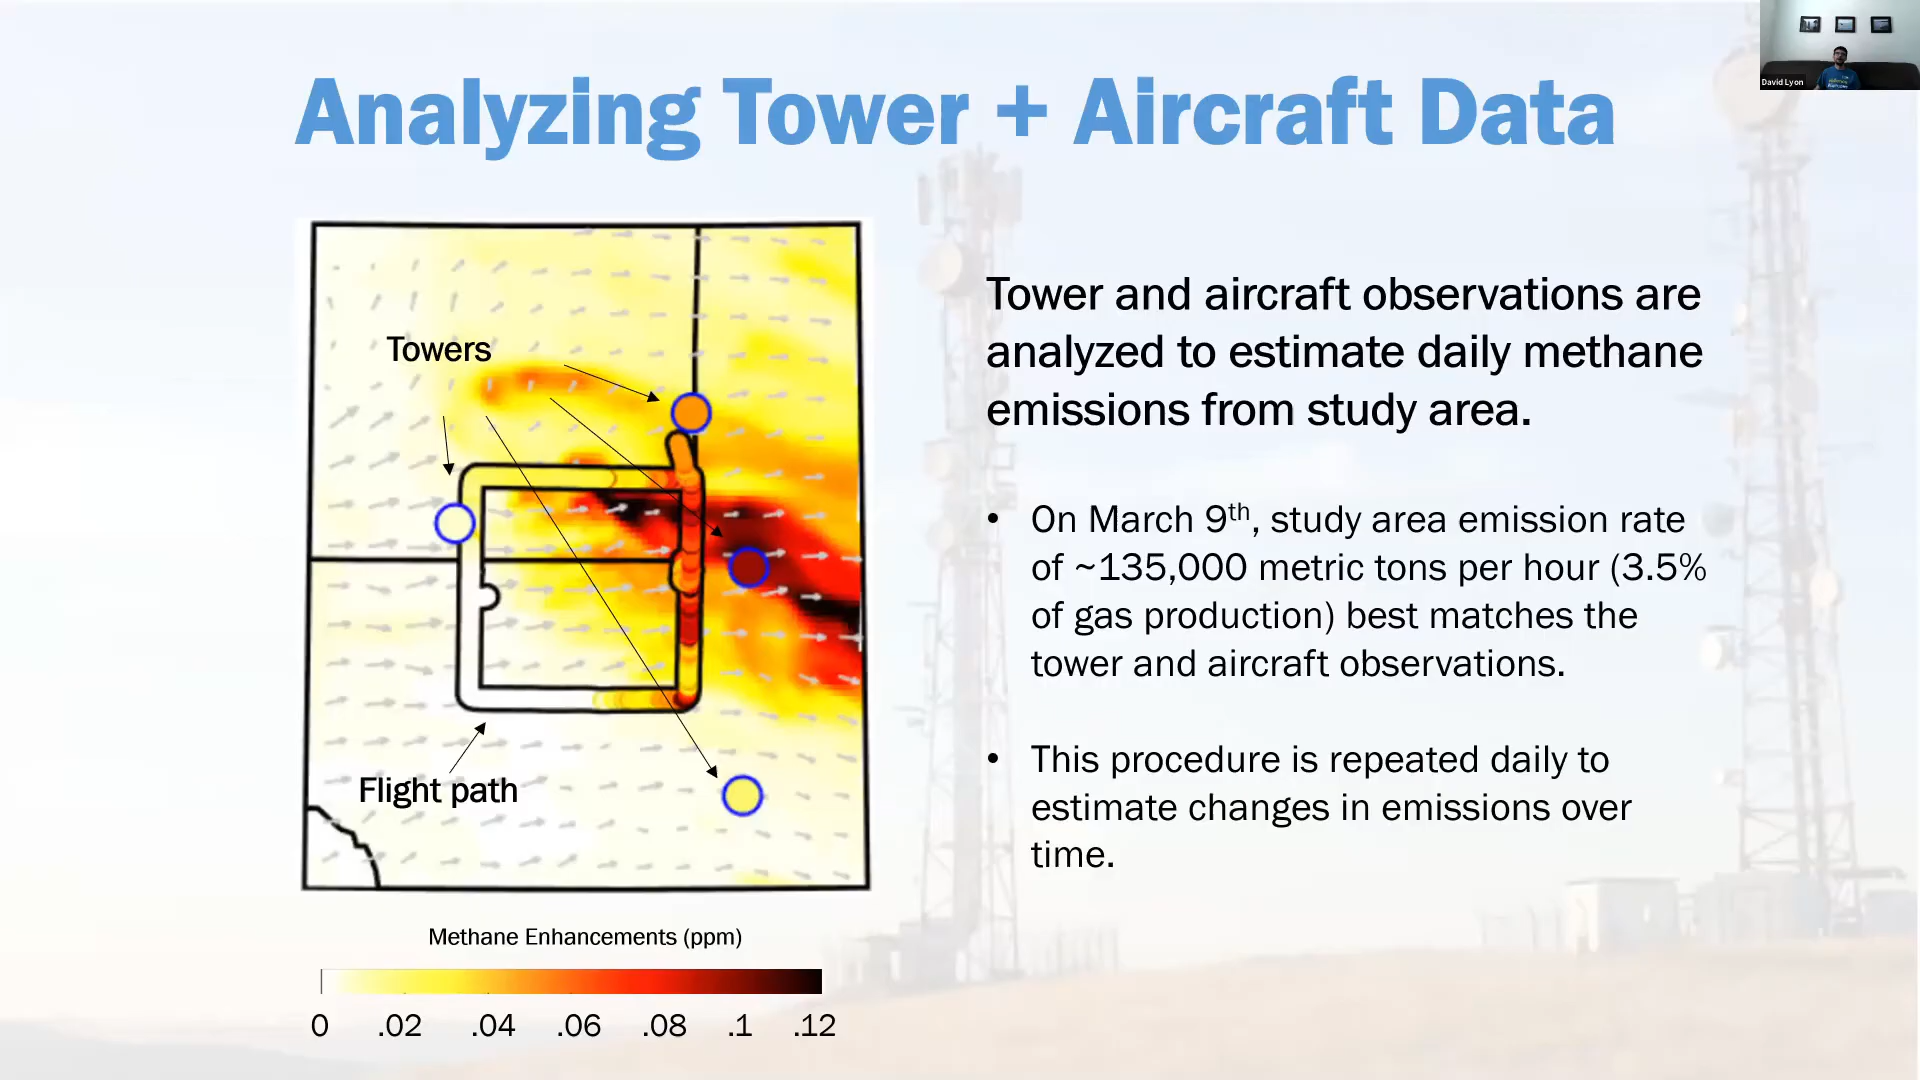 David Lyon
Analyzing Tower + Aircraft Data
Towers
Flight path
Methane Enhancements (ppm)
0 .02 .04 .06 .08 .1 .12
Tower and aircraft observations are
analyzed to estimate daily methane
emissions from study area.
• On March 9th, study area emission rate
of ~135,000 metric tons per hour (3.5%
of gas production) best matches the
tower and aircraft observations.
• This procedure is repeated daily to
estimate changes in emissions over
time.